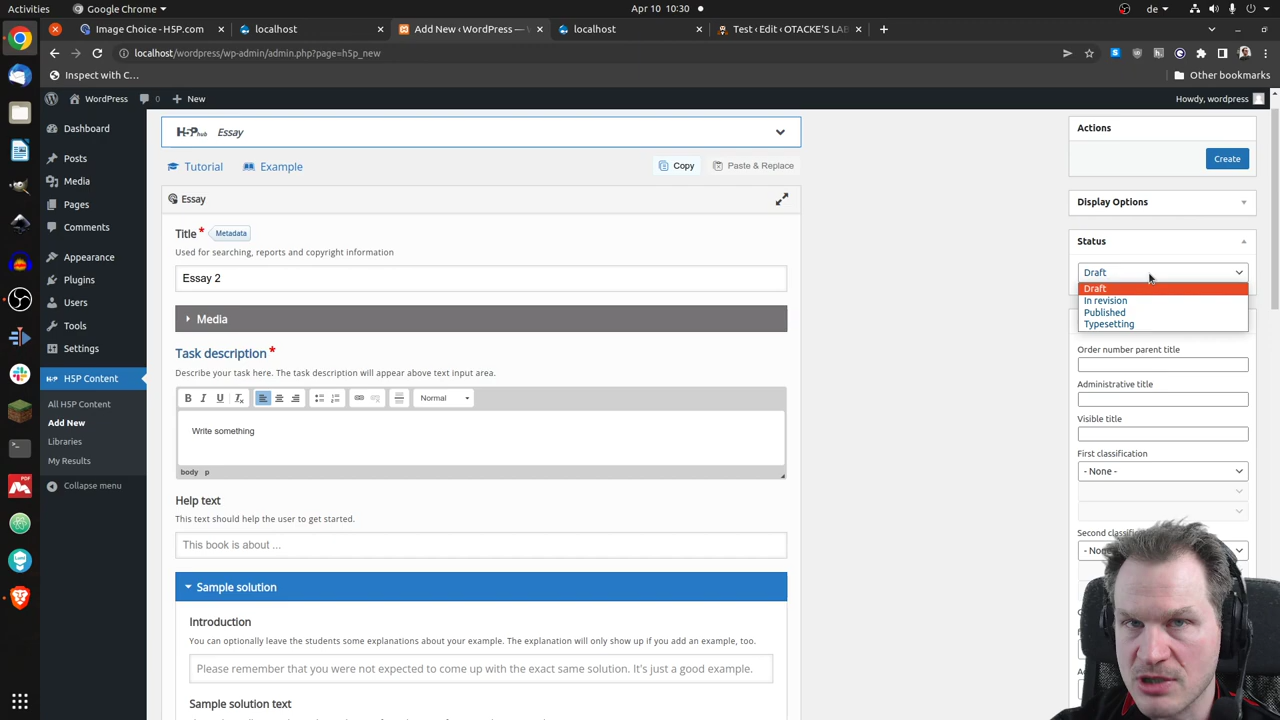 Activities
Google Chrome
Apr 10 10:30
de
Image Choice - H5P.com
localhost
Add New ‹ WordPress —
localhost
Test ‹ Edit ‹ OTACKE'S LAB
localhost/wordpress/wp-admin/admin.php?page=h5p_new
Inspect with C…
Other bookmarks
WordPress
0
New
Howdy, wordpress
Dashboard
Posts
Media
Pages
Comments
Appearance
Plugins
Users
Tools
Settings
H5P Content
All H5P Content
Add New
Libraries
My Results
Collapse menu
H5P hub
Essay
Tutorial
Example
Copy
Paste & Replace
Essay
Title *
Metadata
Used for searching, reports and copyright information
Essay 2
Media
Task description *
Describe your task here. The task description will appear above text input area.
B I U Tx
Normal
Write something
body p
Help text
This text should help the user to get started.
This book is about ...
Sample solution
Introduction
You can optionally leave the students some explanations about your example. The explanation will only show up if you add an example, too.
Please remember that you were not expected to come up with the exact same solution. It's just a good example.
Sample solution text
Actions
Create
Display Options
Status
Draft
Draft
In revision
Published
Typesetting
Order number parent title
Administrative title
Visible title
First classification
- None -
Second